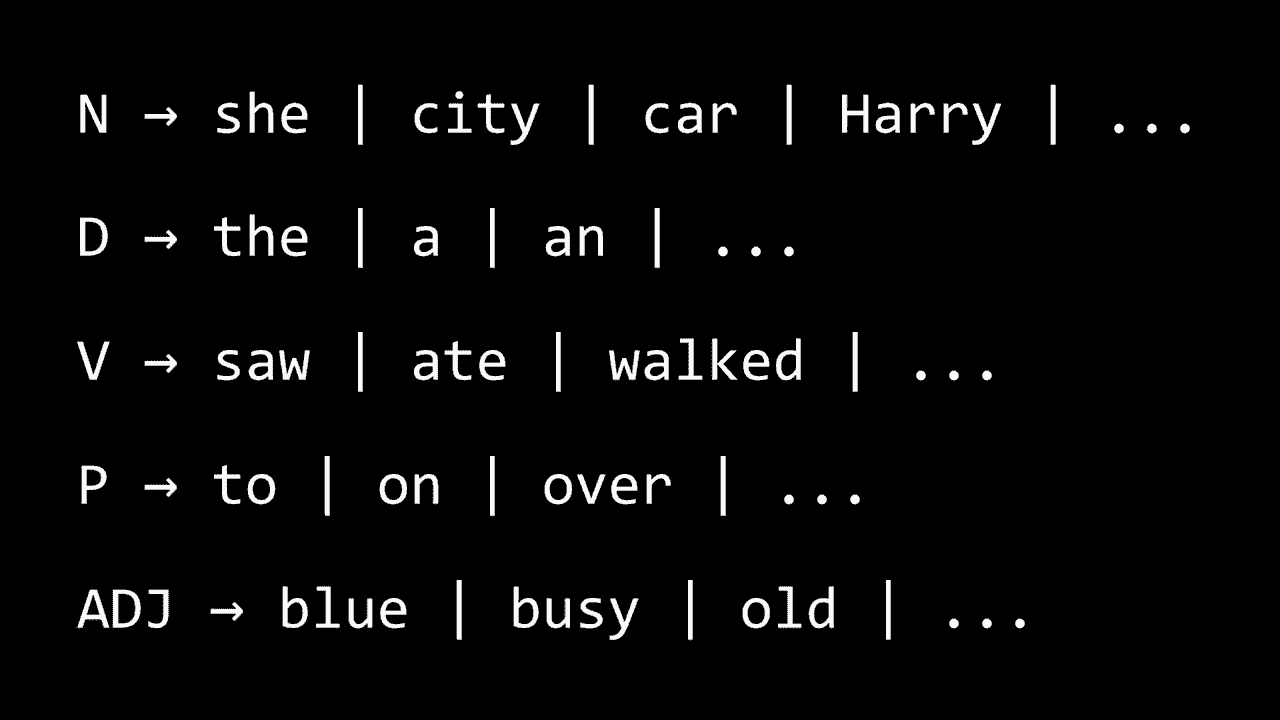 N → she | city | car | Harry | ...
D → the | a | an | ...
V → saw | ate | walked | ...
P → to | on | over | ...
ADJ → blue | busy | old | ...